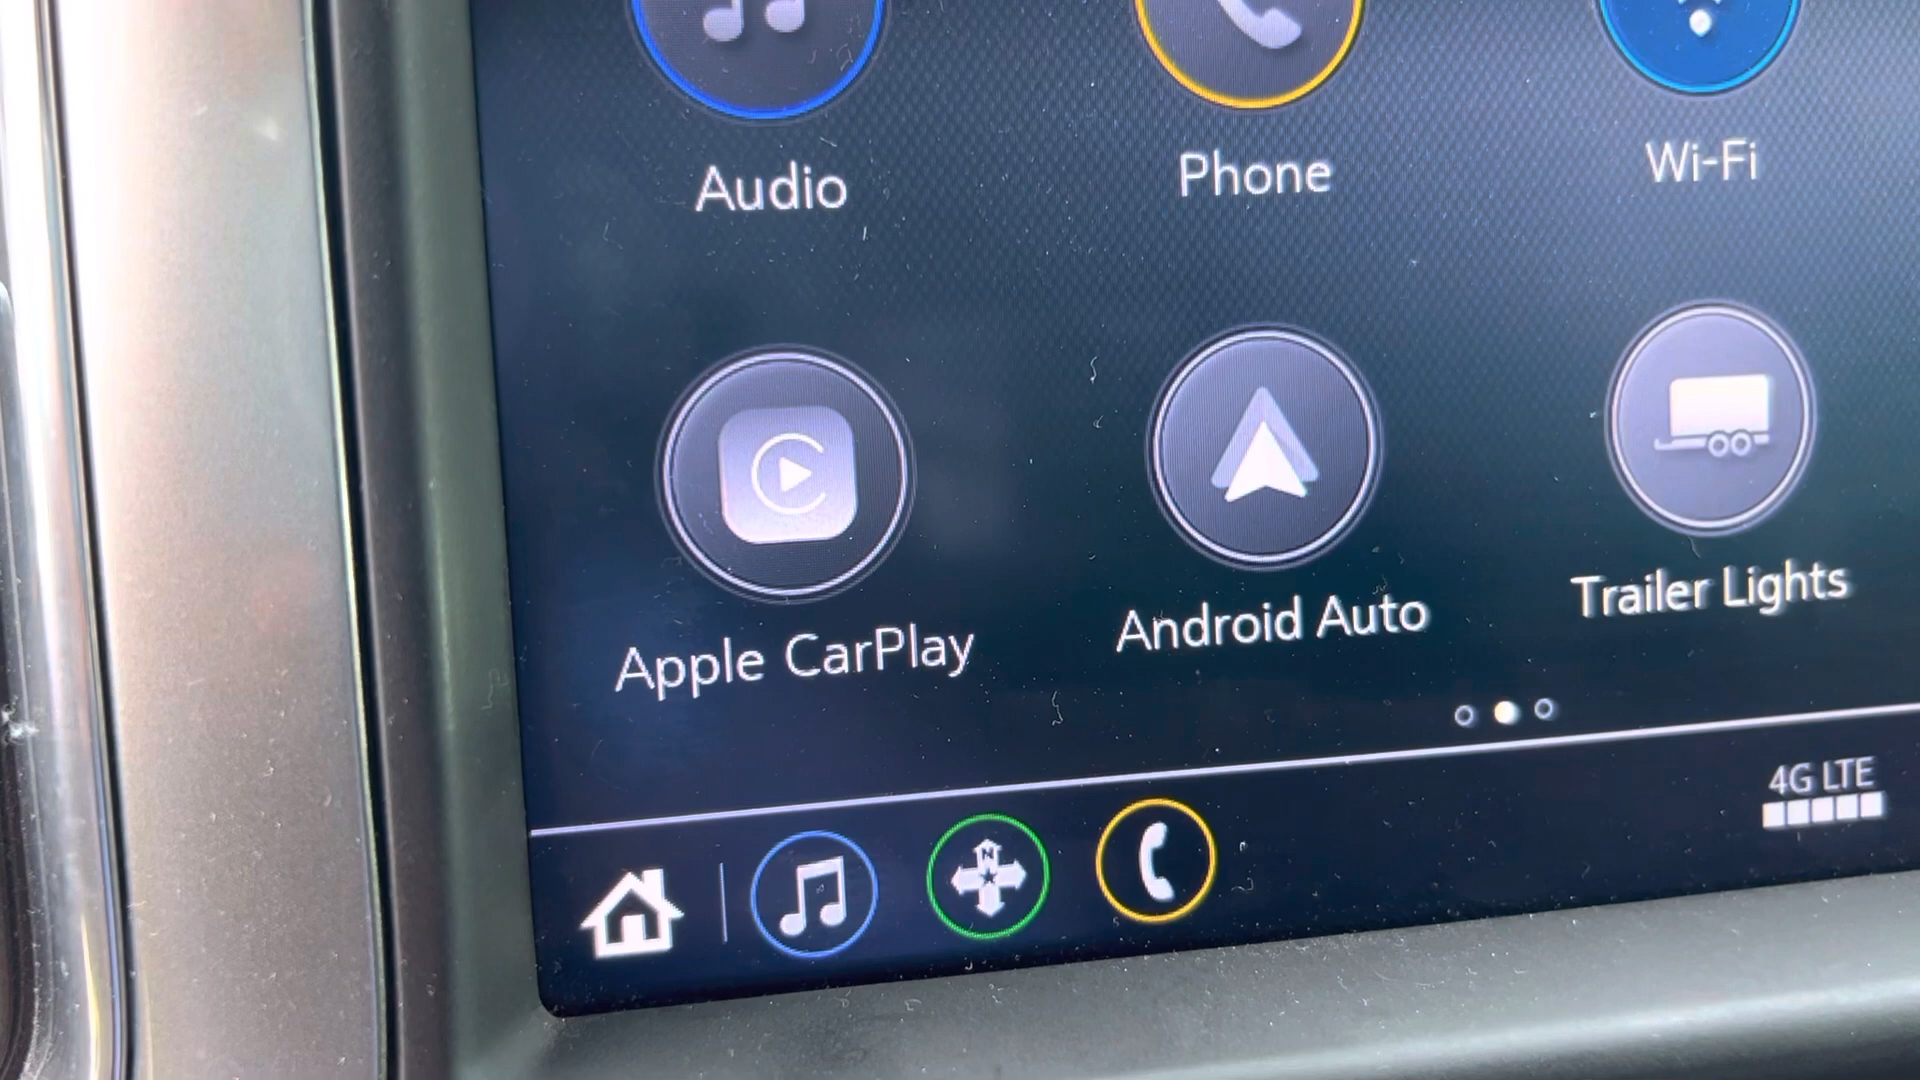 Audio
Phone
Wi-Fi
Apple CarPlay
Android Auto
Trailer Lights
4G LTE
N